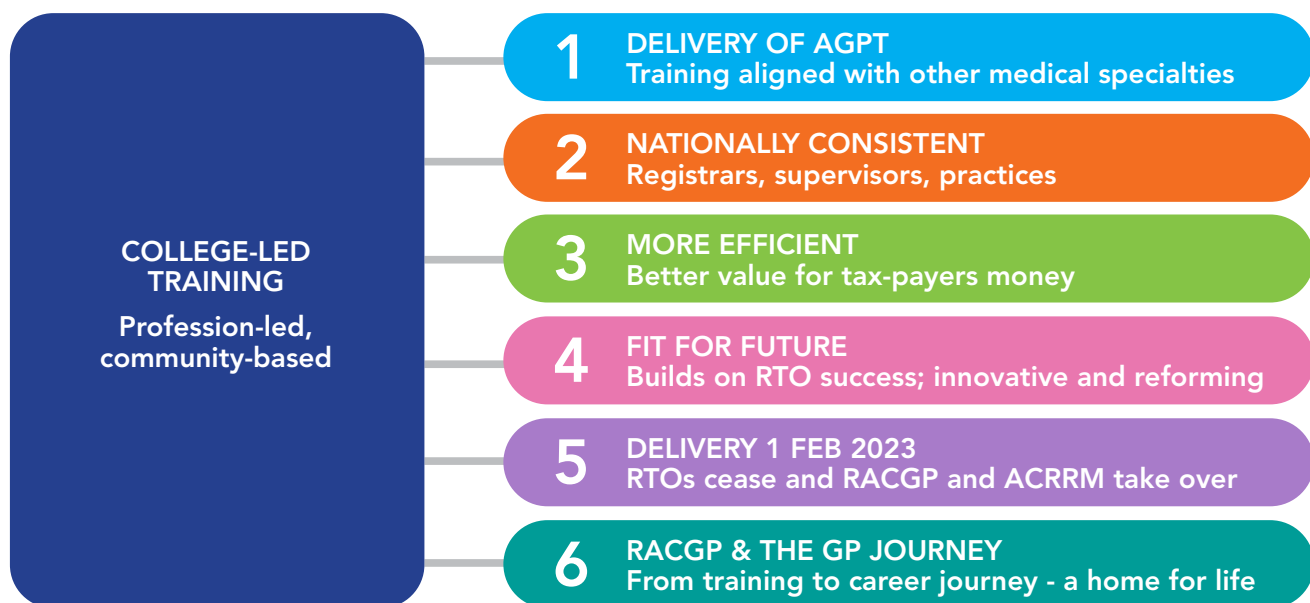 COLLEGE-LED
TRAINING
Profession-led,
community-based
1
DELIVERY OF AGPT
Training aligned with other medical specialties
2
NATIONALLY CONSISTENT
Registrars, supervisors, practices
3
MORE EFFICIENT
Better value for tax-payers money
4
FIT FOR FUTURE
Builds on RTO success; innovative and reforming
5
DELIVERY 1 FEB 2023
RTOs cease and RACGP and ACRRM take over
6
RACGP & THE GP JOURNEY
From training to career journey - a home for life